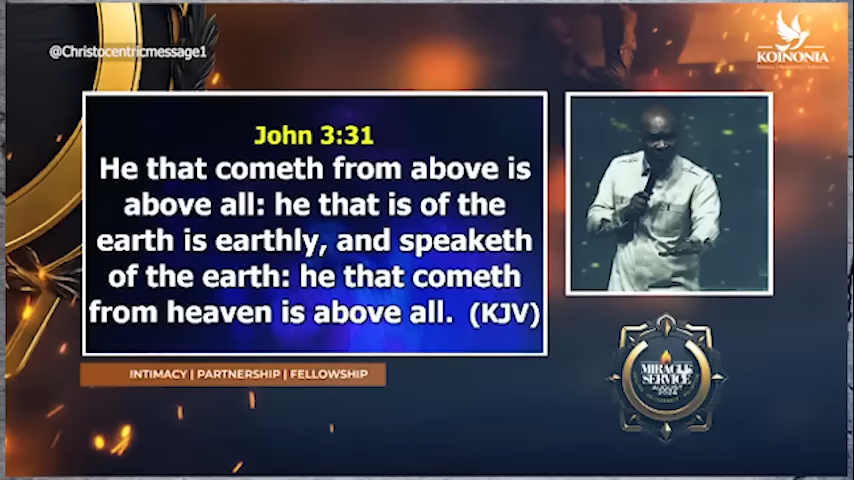 @Christocentricmessage1
KOINONIA
John 3:31
He that cometh from above is
above all: he that is of the
earth is earthly, and speaketh
of the earth: he that cometh
from heaven is above all. (KJV)
INTIMACY | PARTNERSHIP | FELLOWSHIP
MIRACLE
SERVICE
AUGUST
2024